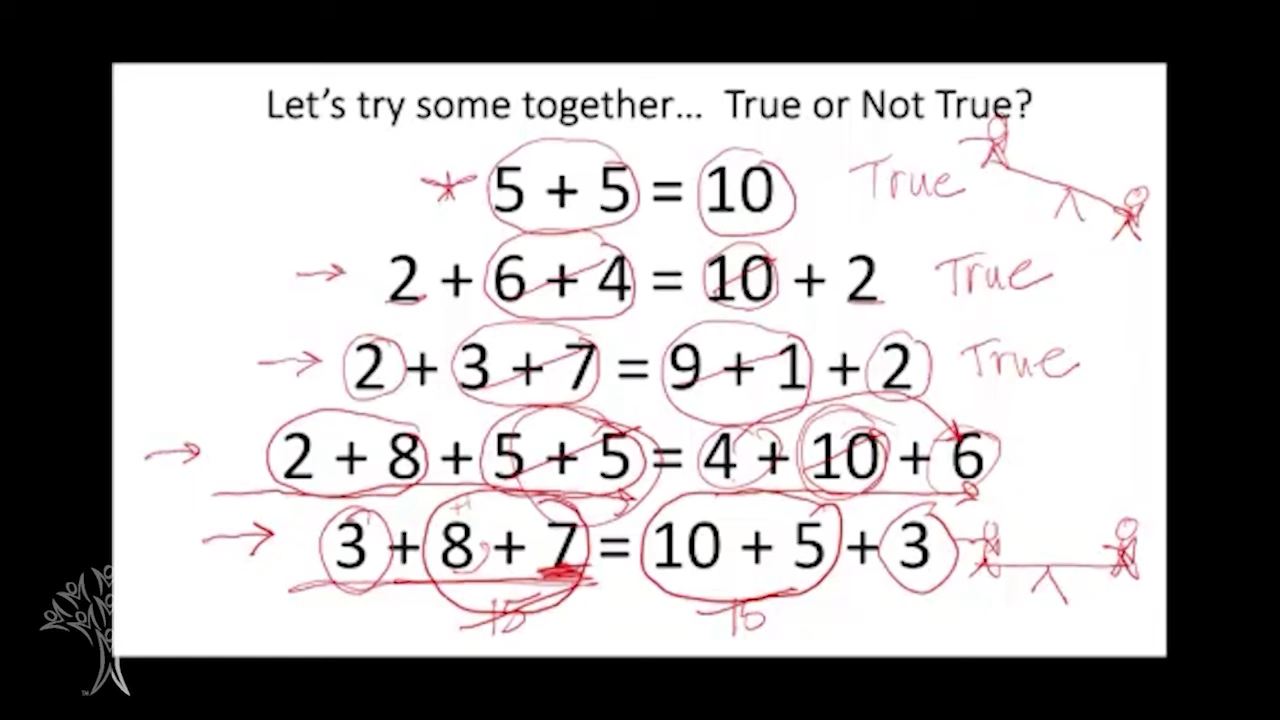 Let's try some together... True or Not True?
5 + 5 = 10 True
2 + 6 + 4 = 10 + 2 True
2 + 3 + 7 = 9 + 1 + 2 True
2 + 8 + 5 + 5 = 4 + 10 + 6
3 + 8 + 7 = 10 + 5 + 3
15 15